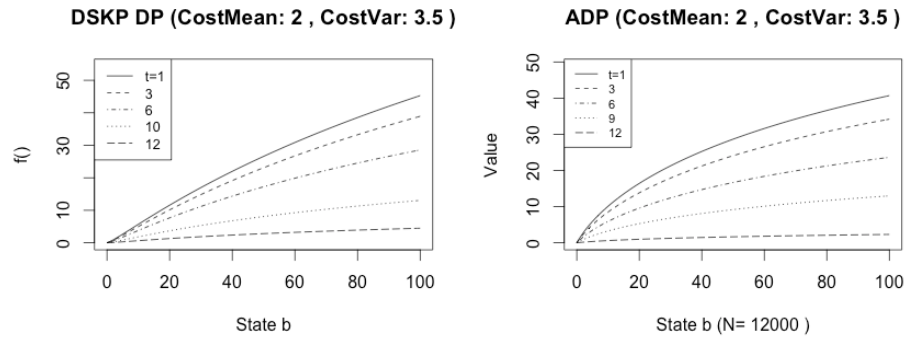 DSKP DP (CostMean: 2 , CostVar: 3.5 )
f()
50
30
10
0
t=1
3
6
10
12
0 20 40 60 80 100
State b
ADP (CostMean: 2 , CostVar: 3.5 )
Value
50
40
30
20
10
0
t=1
3
6
9
12
0 20 40 60 80 100
State b (N= 12000 )